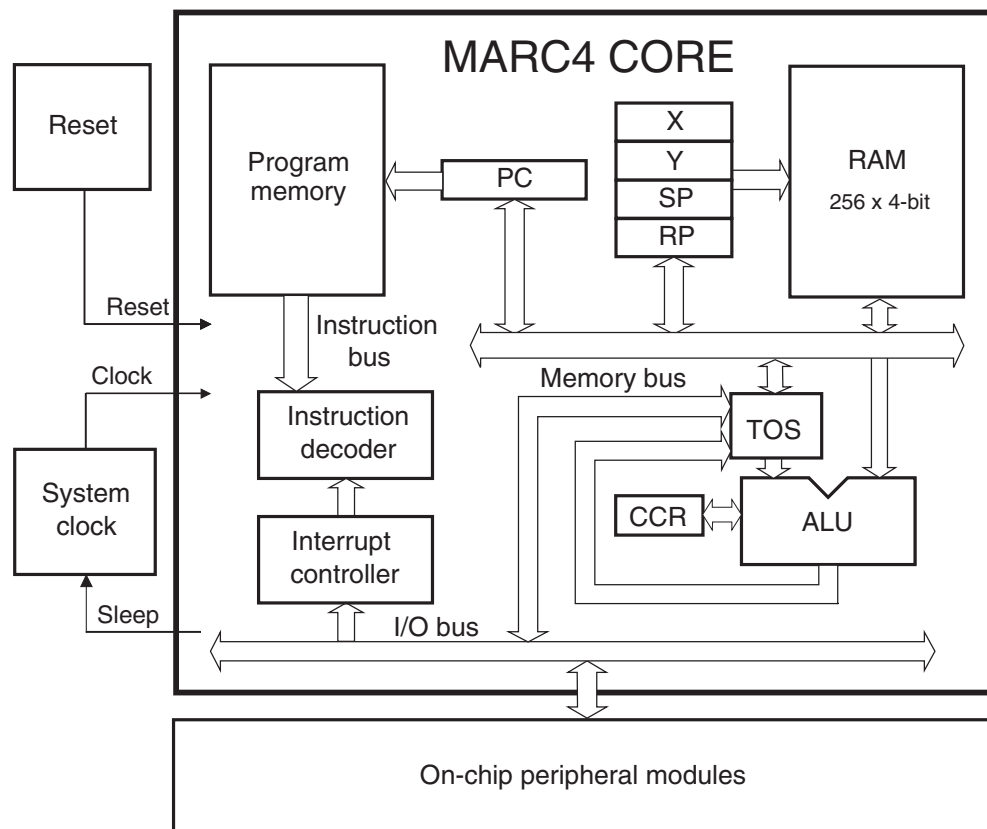 MARC4 CORE
Reset
Program
memory
PC
X
Y
SP
RP
RAM
256 x 4-bit
Reset
Instruction
bus
Clock
Memory bus
Instruction
decoder
TOS
System
clock
CCR
ALU
Interrupt
controller
Sleep
I/O bus
On-chip peripheral modules